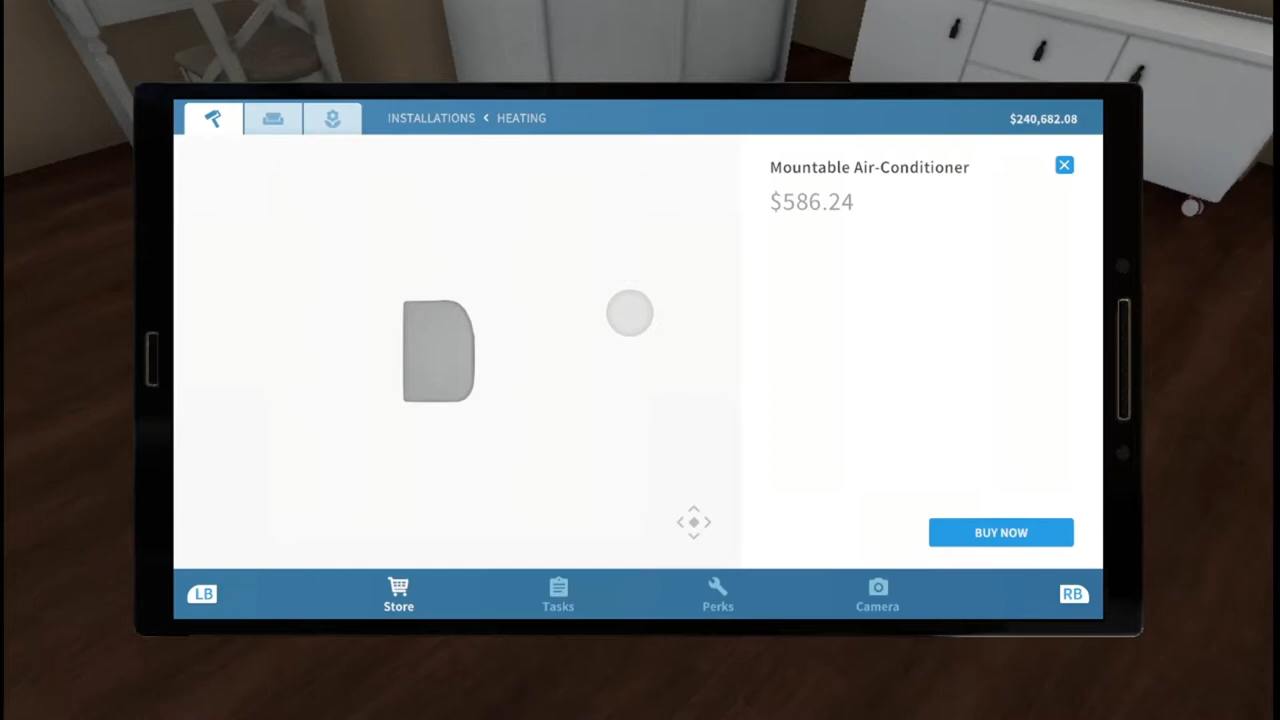 INSTALLATIONS < HEATING
$240,682.08
Mountable Air-Conditioner
$586.24
BUY NOW
LB
Store
Tasks
Perks
Camera
RB